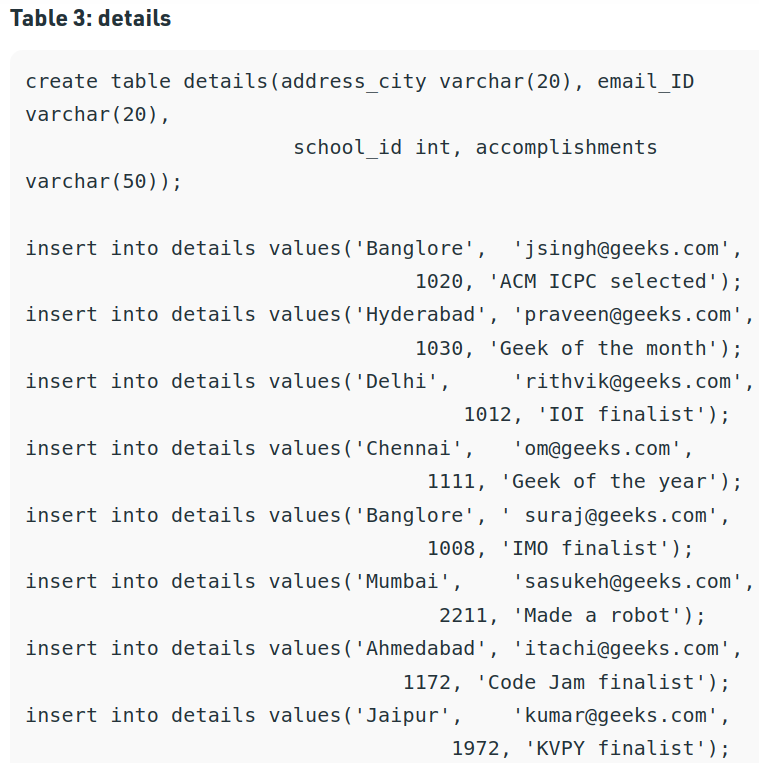 Table 3: details
create table details(address_city varchar(20), email_ID
varchar(20),
school_id int, accomplishments
varchar(50));
insert into details values('Banglore',  'jsingh@geeks.com',
1020, 'ACM ICPC selected');
insert into details values('Hyderabad', 'praveen@geeks.com',
1030, 'Geek of the month');
insert into details values('Delhi',     'rithvik@geeks.com',
1012, 'IOI finalist');
insert into details values('Chennai',   'om@geeks.com',
1111, 'Geek of the year');
insert into details values('Banglore', ' suraj@geeks.com',
1008, 'IMO finalist');
insert into details values('Mumbai',    'sasukeh@geeks.com',
2211, 'Made a robot');
insert into details values('Ahmedabad', 'itachi@geeks.com',
1172, 'Code Jam finalist');
insert into details values('Jaipur',    'kumar@geeks.com',
1972, 'KVPY finalist');